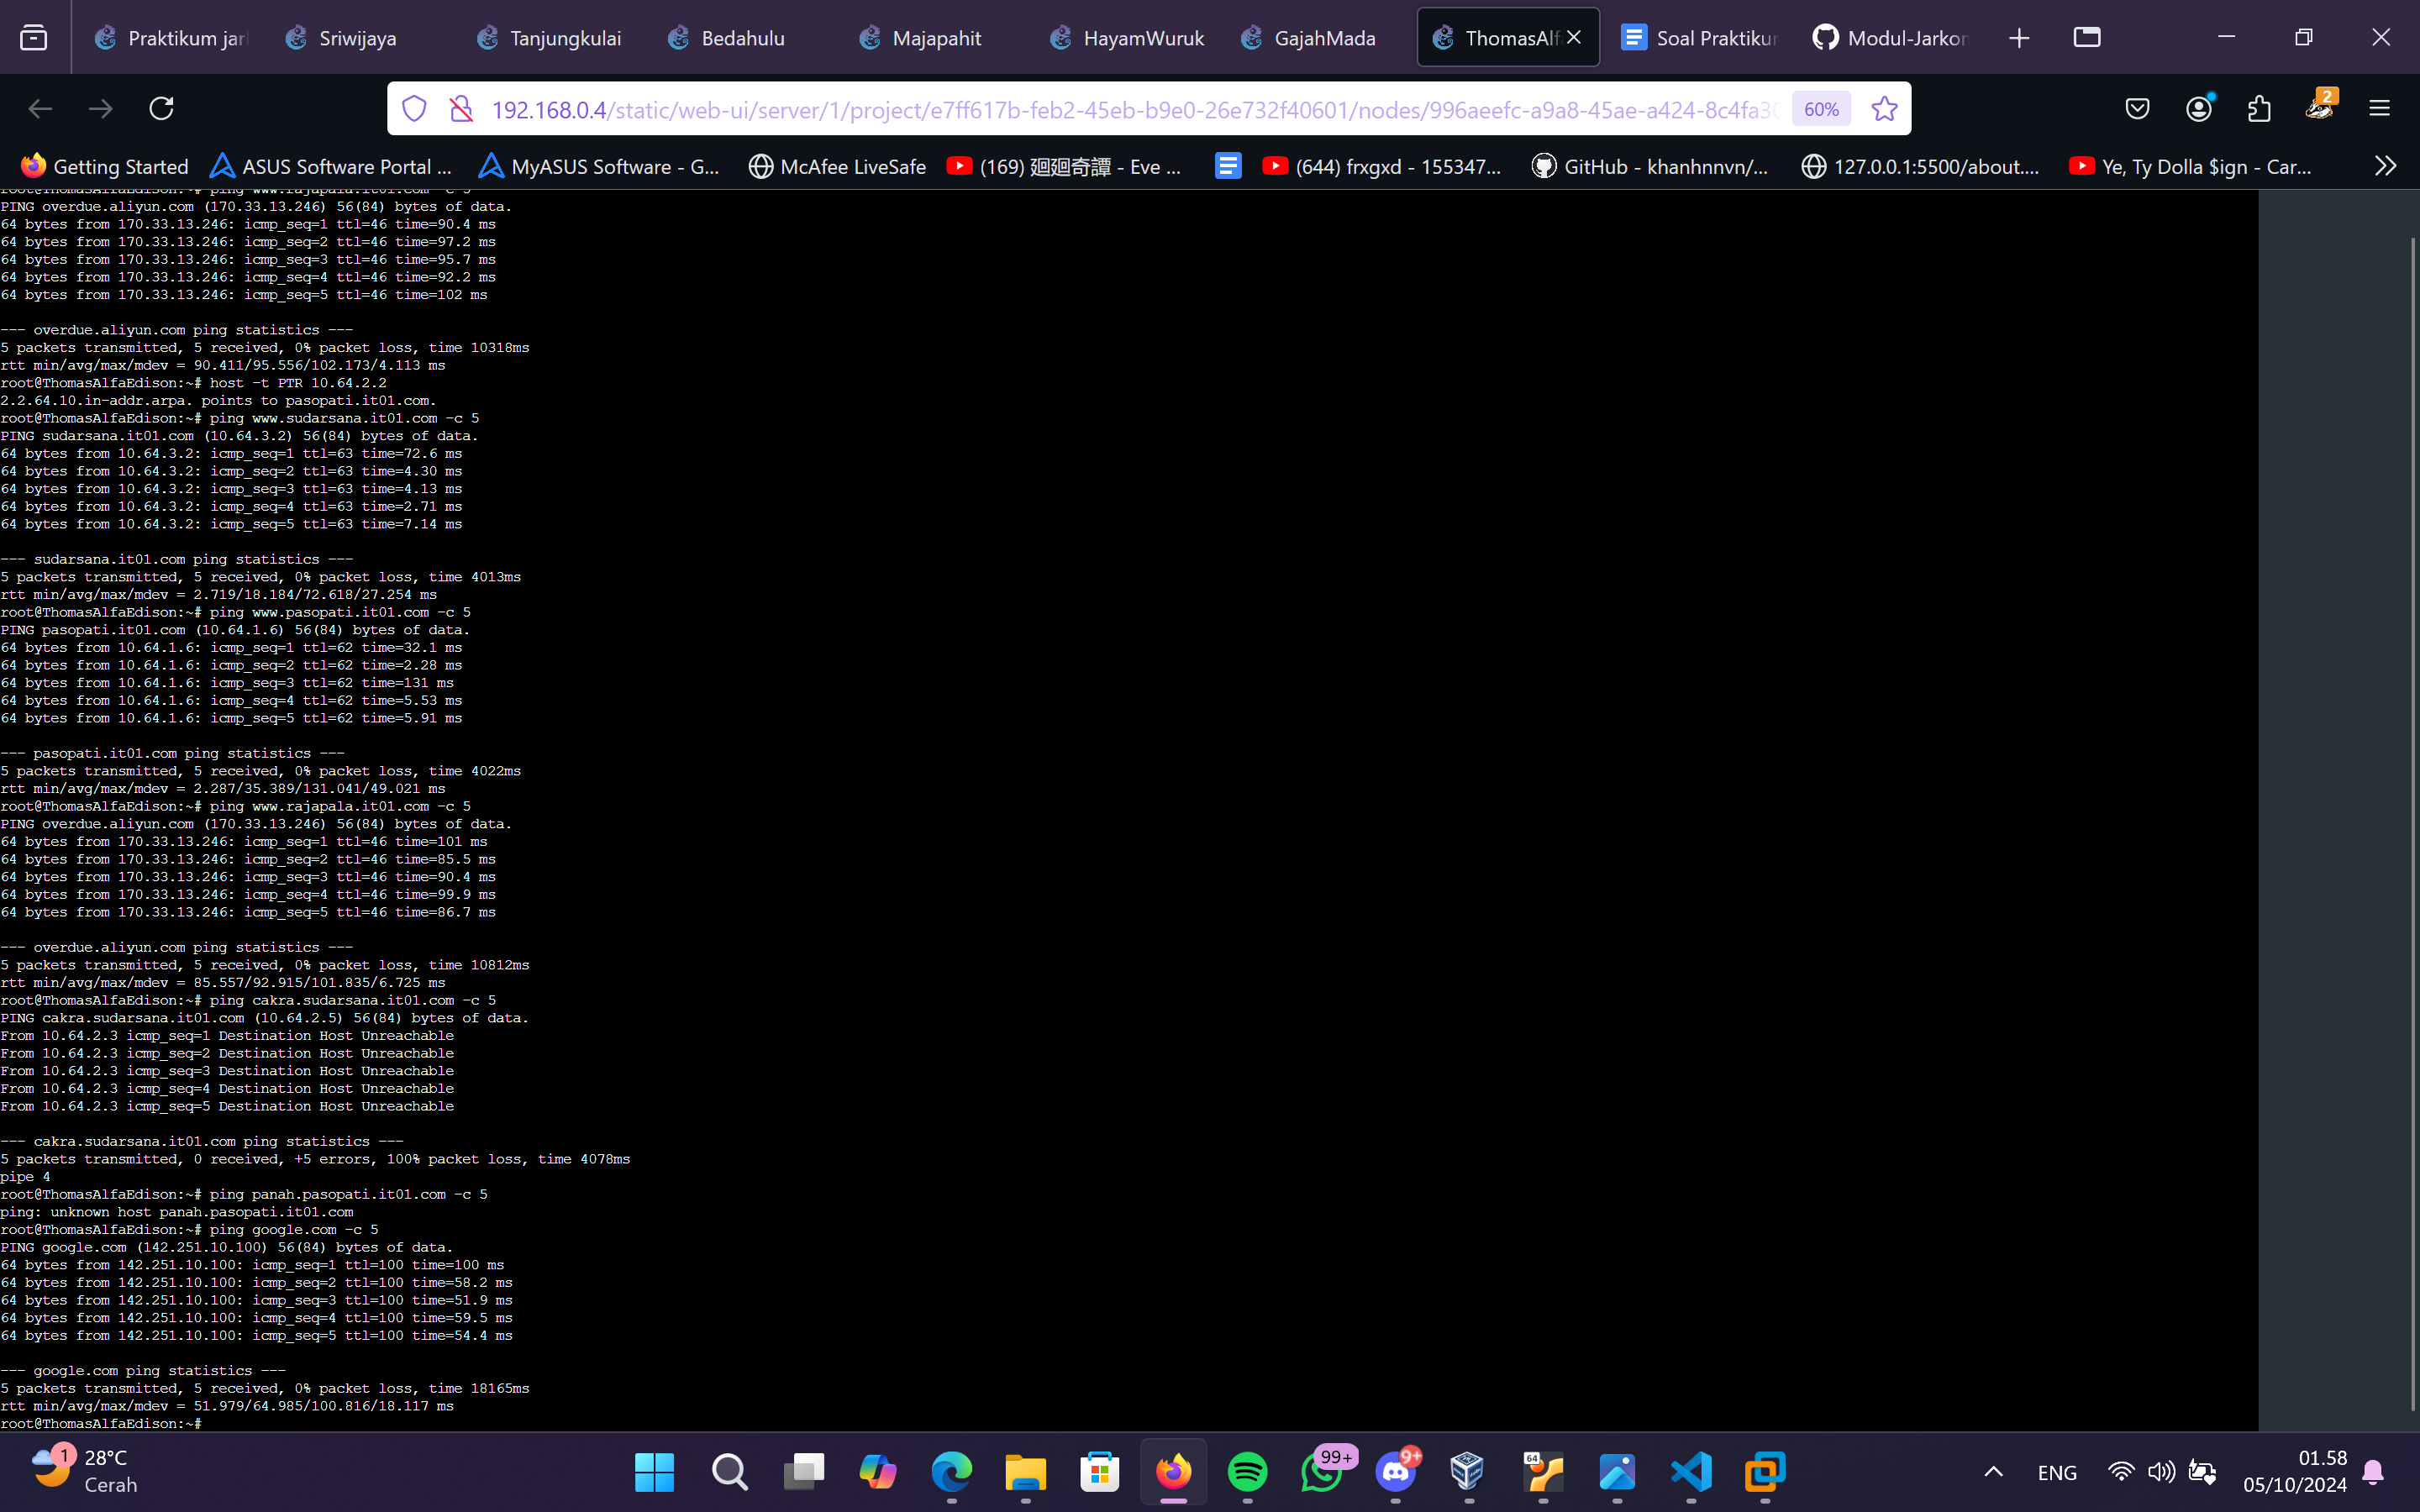 Praktikum jar
Sriwijaya
Tanjungkulai
Bedahulu
Majapahit
HayamWuruk
GajahMada
ThomasAlf
Soal Praktikur
Modul-Jarkor
192.168.0.4/static/web-ui/server/1/project/e7ff617b-feb2-45eb-b9e0-26e732f40601/nodes/996aeefc-a9a8-45ae-a424-8c4fa30
60%
2
Getting Started
ASUS Software Portal ...
MyASUS Software - G...
McAfee LiveSafe
(169) 廻廻奇譚 - Eve ...
(644) frxgxd - 155347...
GitHub - khanhnnvn/...
127.0.0.1:5500/about....
Ye, Ty Dolla $ign - Car...
root@ThomasAlfaEdison:~# ping www.rajapala.it01.com -c 5
PING overdue.aliyun.com (170.33.13.246) 56(84) bytes of data.
64 bytes from 170.33.13.246: icmp_seq=1 ttl=46 time=90.4 ms
64 bytes from 170.33.13.246: icmp_seq=2 ttl=46 time=97.2 ms
64 bytes from 170.33.13.246: icmp_seq=3 ttl=46 time=95.7 ms
64 bytes from 170.33.13.246: icmp_seq=4 ttl=46 time=92.2 ms
64 bytes from 170.33.13.246: icmp_seq=5 ttl=46 time=102 ms
--- overdue.aliyun.com ping statistics ---
5 packets transmitted, 5 received, 0% packet loss, time 10318ms
rtt min/avg/max/mdev = 90.411/95.556/102.173/4.113 ms
root@ThomasAlfaEdison:~# host -t PTR 10.64.2.2
2.2.64.10.in-addr.arpa. points to pasopati.it01.com.
root@ThomasAlfaEdison:~# ping www.sudarsana.it01.com -c 5
PING sudarsana.it01.com (10.64.3.2) 56(84) bytes of data.
64 bytes from 10.64.3.2: icmp_seq=1 ttl=63 time=72.6 ms
64 bytes from 10.64.3.2: icmp_seq=2 ttl=63 time=4.30 ms
64 bytes from 10.64.3.2: icmp_seq=3 ttl=63 time=4.13 ms
64 bytes from 10.64.3.2: icmp_seq=4 ttl=63 time=2.71 ms
64 bytes from 10.64.3.2: icmp_seq=5 ttl=63 time=7.14 ms
--- sudarsana.it01.com ping statistics ---
5 packets transmitted, 5 received, 0% packet loss, time 4013ms
rtt min/avg/max/mdev = 2.719/18.184/72.618/27.254 ms
root@ThomasAlfaEdison:~# ping www.pasopati.it01.com -c 5
PING pasopati.it01.com (10.64.1.6) 56(84) bytes of data.
64 bytes from 10.64.1.6: icmp_seq=1 ttl=62 time=32.1 ms
64 bytes from 10.64.1.6: icmp_seq=2 ttl=62 time=2.28 ms
64 bytes from 10.64.1.6: icmp_seq=3 ttl=62 time=131 ms
64 bytes from 10.64.1.6: icmp_seq=4 ttl=62 time=5.53 ms
64 bytes from 10.64.1.6: icmp_seq=5 ttl=62 time=5.91 ms
--- pasopati.it01.com ping statistics ---
5 packets transmitted, 5 received, 0% packet loss, time 4022ms
rtt min/avg/max/mdev = 2.287/35.389/131.041/49.021 ms
root@ThomasAlfaEdison:~# ping www.rajapala.it01.com -c 5
PING overdue.aliyun.com (170.33.13.246) 56(84) bytes of data.
64 bytes from 170.33.13.246: icmp_seq=1 ttl=46 time=101 ms
64 bytes from 170.33.13.246: icmp_seq=2 ttl=46 time=85.5 ms
64 bytes from 170.33.13.246: icmp_seq=3 ttl=46 time=90.4 ms
64 bytes from 170.33.13.246: icmp_seq=4 ttl=46 time=99.9 ms
64 bytes from 170.33.13.246: icmp_seq=5 ttl=46 time=86.7 ms
--- overdue.aliyun.com ping statistics ---
5 packets transmitted, 5 received, 0% packet loss, time 10812ms
rtt min/avg/max/mdev = 85.557/92.915/101.835/6.725 ms
root@ThomasAlfaEdison:~# ping cakra.sudarsana.it01.com -c 5
PING cakra.sudarsana.it01.com (10.64.2.5) 56(84) bytes of data.
From 10.64.2.3 icmp_seq=1 Destination Host Unreachable
From 10.64.2.3 icmp_seq=2 Destination Host Unreachable
From 10.64.2.3 icmp_seq=3 Destination Host Unreachable
From 10.64.2.3 icmp_seq=4 Destination Host Unreachable
From 10.64.2.3 icmp_seq=5 Destination Host Unreachable
--- cakra.sudarsana.it01.com ping statistics ---
5 packets transmitted, 0 received, +5 errors, 100% packet loss, time 4078ms
pipe 4
root@ThomasAlfaEdison:~# ping panah.pasopati.it01.com -c 5
ping: unknown host panah.pasopati.it01.com
root@ThomasAlfaEdison:~# ping google.com -c 5
PING google.com (142.251.10.100) 56(84) bytes of data.
64 bytes from 142.251.10.100: icmp_seq=1 ttl=100 time=100 ms
64 bytes from 142.251.10.100: icmp_seq=2 ttl=100 time=58.2 ms
64 bytes from 142.251.10.100: icmp_seq=3 ttl=100 time=51.9 ms
64 bytes from 142.251.10.100: icmp_seq=4 ttl=100 time=59.5 ms
64 bytes from 142.251.10.100: icmp_seq=5 ttl=100 time=54.4 ms
--- google.com ping statistics ---
5 packets transmitted, 5 received, 0% packet loss, time 18165ms
rtt min/avg/max/mdev = 51.979/64.985/100.816/18.117 ms
root@ThomasAlfaEdison:~#
1
28°C
Cerah
99+
9+
64
ENG
01.58
05/10/2024